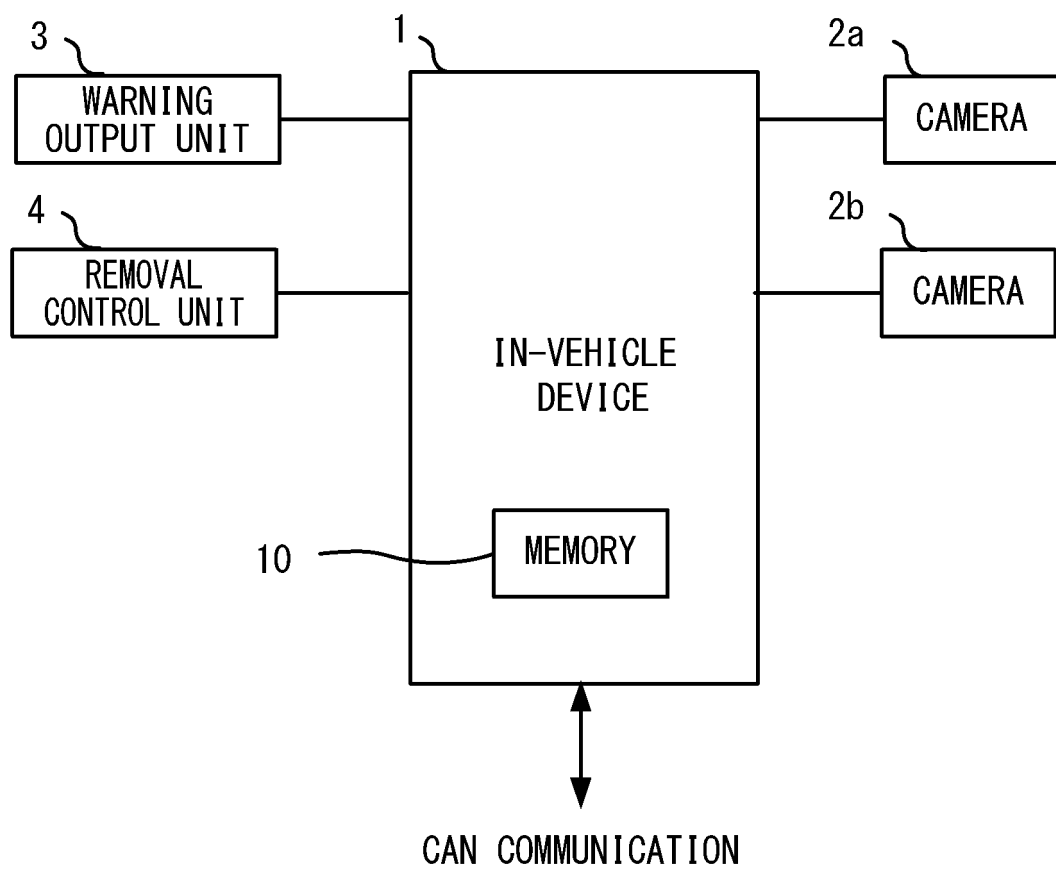 3
WARNING
OUTPUT UNIT
4
REMOVAL
CONTROL UNIT
1
IN-VEHICLE
DEVICE
10
MEMORY
2a
CAMERA
2b
CAMERA
CAN COMMUNICATION